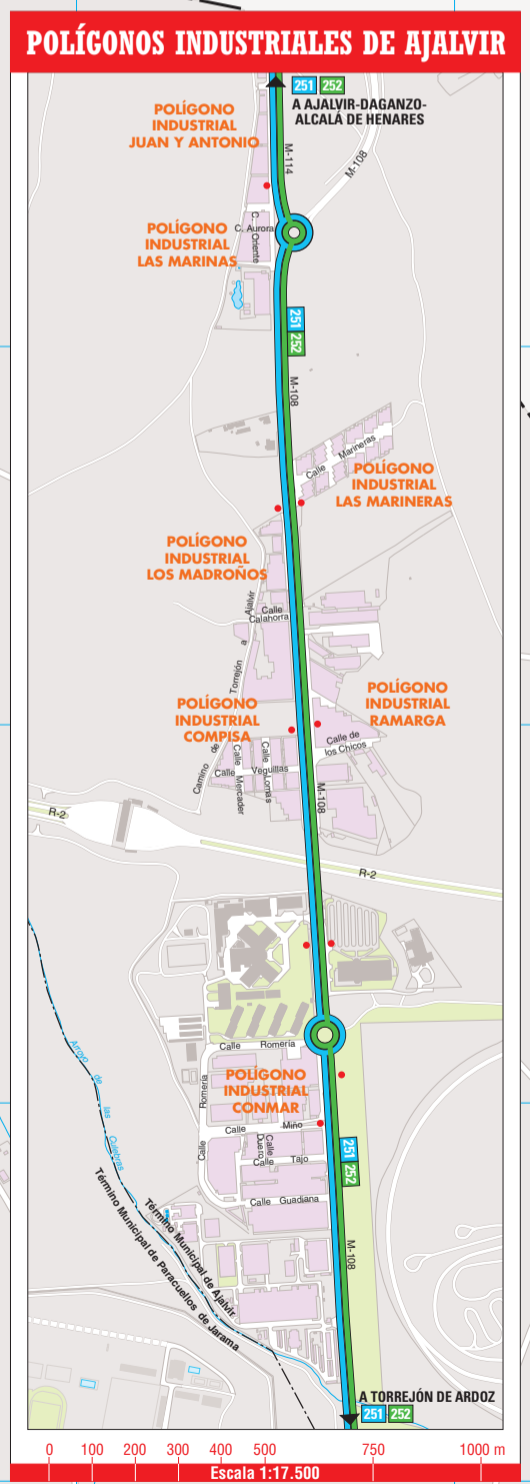 POLÍGONOS INDUSTRIALES DE AJALVIR
251 252
A AJALVIR-DAGANZO-
ALCALÁ DE HENARES
POLÍGONO
INDUSTRIAL
JUAN Y ANTONIO
M-114
M-108
C. Aurora
C. Oriente
POLÍGONO
INDUSTRIAL
LAS MARINAS
251
252
M-108
Calle Marineras
POLÍGONO
INDUSTRIAL
LAS MARINERAS
POLÍGONO
INDUSTRIAL
LOS MADROÑOS
Calle
Calahorra
Camino de Torrejón a Ajalvir
POLÍGONO
INDUSTRIAL
RAMARGA
POLÍGONO
INDUSTRIAL
COMPISA
Calle de
los Chicos
Calle Veguillas
Calle Mercader
Calle Lomas
M-108
R-2
R-2
Calle Romería
POLÍGONO
INDUSTRIAL
CONMAR
Calle Romería
Calle Miño
Calle
Duero
Calle Tajo
Calle Guadiana
251
252
M-108
Arroyo de las Culebras
Término Municipal de Ajalvir
Término Municipal de Paracuellos de Jarama
A TORREJÓN DE ARDOZ
251 252
0 100 200 300 400 500 750 1000 m
Escala 1:17.500